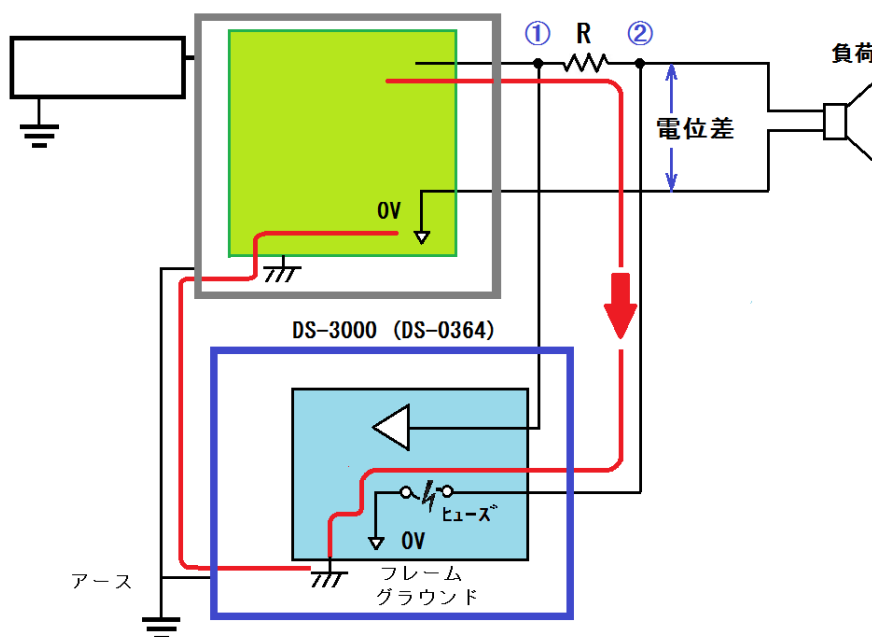 ① R ②
負荷
電位差
0V
DS-3000 (DS-0364)
ヒューズ
0V
アース
フレーム
グラウンド